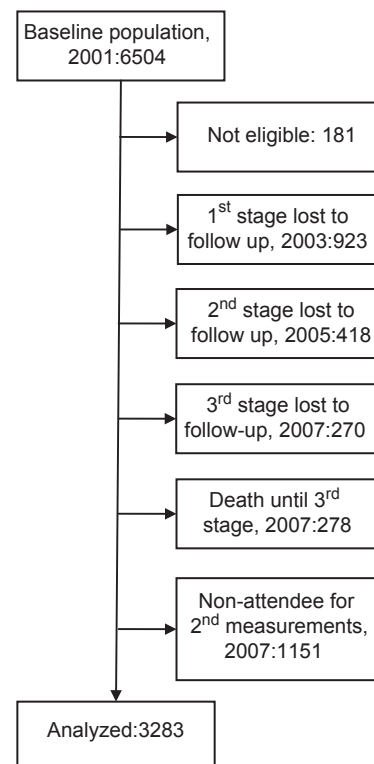 Baseline population,
2001:6504
Not eligible: 181
1st stage lost to
follow up, 2003:923
2nd stage lost to
follow up, 2005:418
3rd stage lost to
follow-up, 2007:270
Death until 3rd
stage, 2007:278
Non-attendee for
2nd measurements,
2007:1151
Analyzed:3283